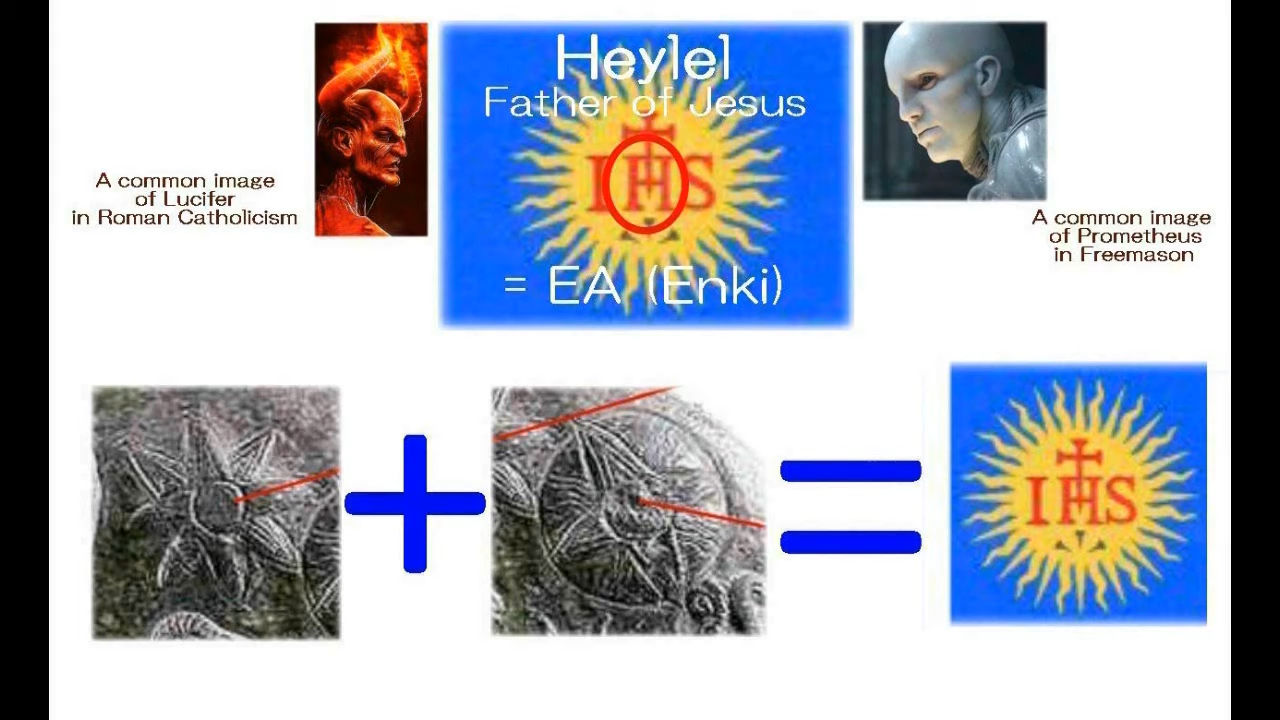 Heylel
Father of Jesus
IHS
= EA (Enki)
A common image
of Lucifer
in Roman Catholicism
A common image
of Prometheus
in Freemason
IHS